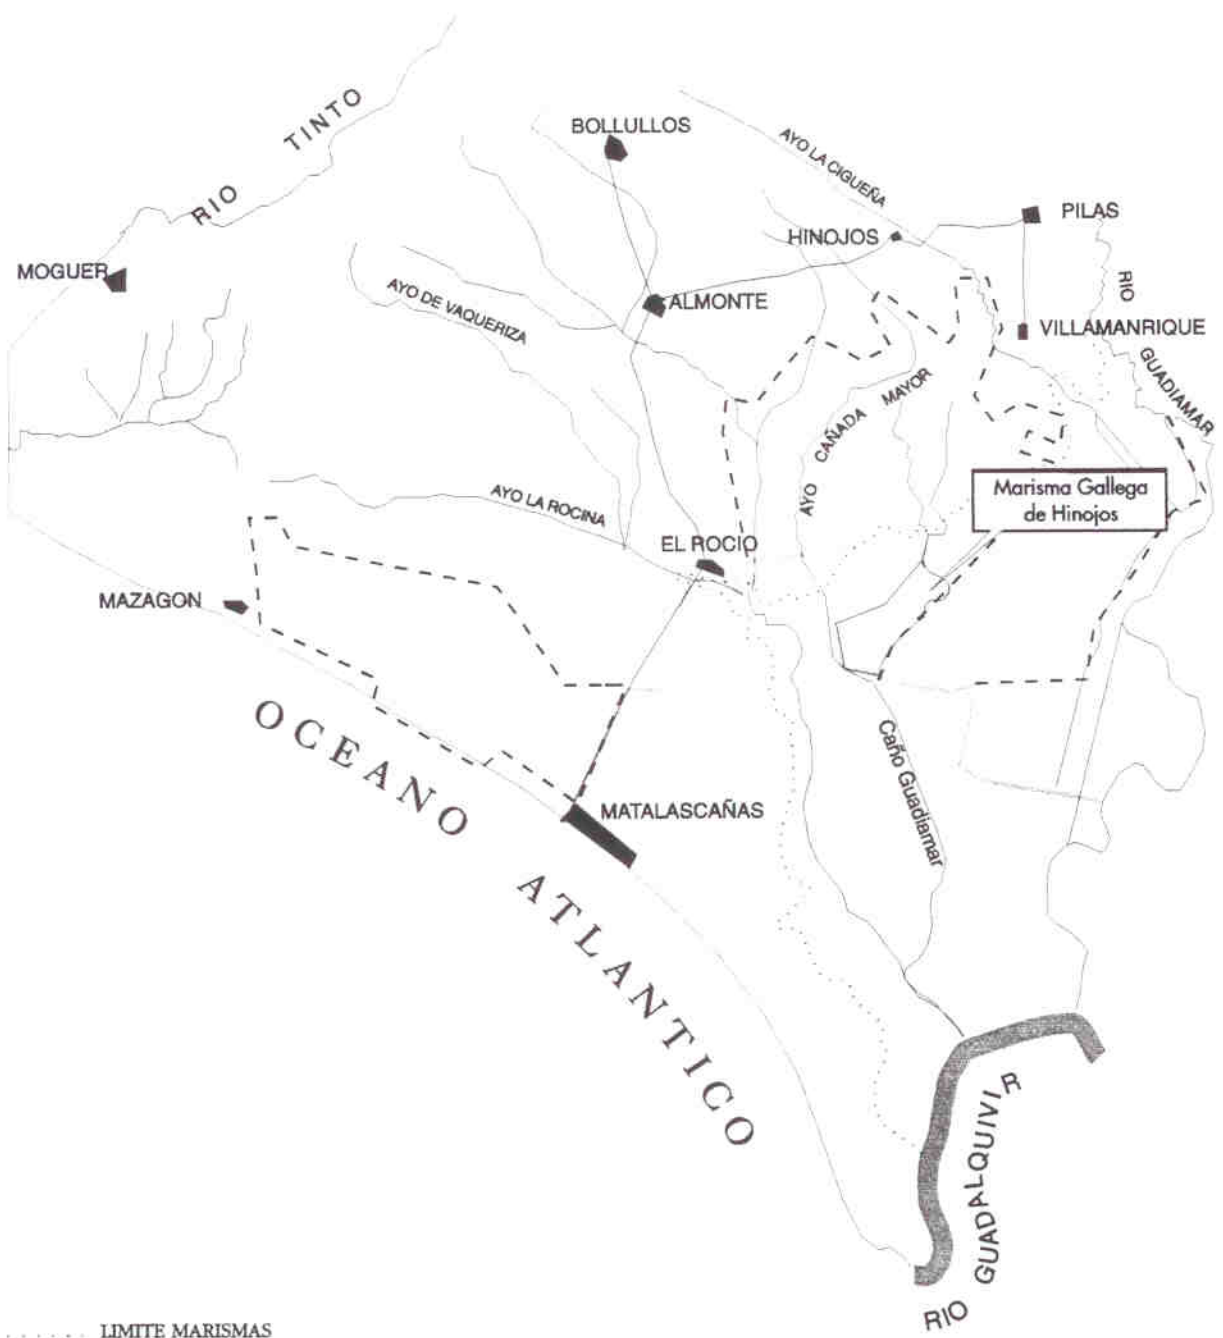 RIO TINTO
BOLLULLOS
AYO LA CIGUEÑA
PILAS
HINOJOS
MOGUER
RIO GUADIAMAR
AYO DE VAQUERIZA
ALMONTE
VILLAMANRIQUE
AYO CAÑADA MAYOR
Marisma Gallega
de Hinojos
AYO LA ROCINA
EL ROCIO
MAZAGON
OCEANO ATLANTICO
Caño Guadiamar
MATALASCAÑAS
RIO GUADALQUIVIR
LIMITE MARISMAS